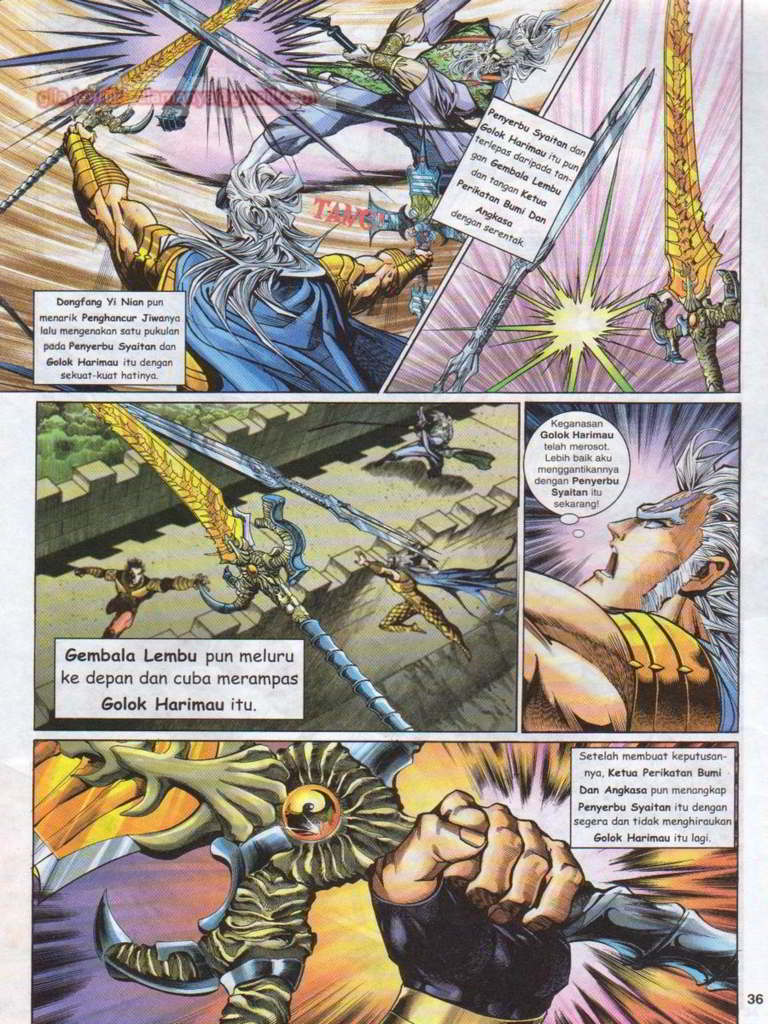 TANG!
Dongfang Yi Nian pun
menarik Penghancur Jiwanya
lalu mengenakan satu pukulan
pada Penyerbu Syaitan dan
Golok Harimau itu dengan
sekuat-kuat hatinya.
Penyerbu Syaitan dan
Golok Harimau itu pun
terlepas daripada tan-
gan Gembala Lembu
dan tangan Ketua
Perikatan Bumi Dan
Angkasa
dengan serentak.
Gembala Lembu pun meluru
ke depan dan cuba merampas
Golok Harimau itu.
Keganasan
Golok Harimau
telah merosot.
Lebih baik aku
menggantikannya
dengan Penyerbu
Syaitan itu
sekarang!
Setelah membuat keputusan-
nya, Ketua Perikatan Bumi
Dan Angkasa pun menangkap
Penyerbu Syaitan itu dengan
segera dan tidak menghiraukan
Golok Harimau itu lagi.
36